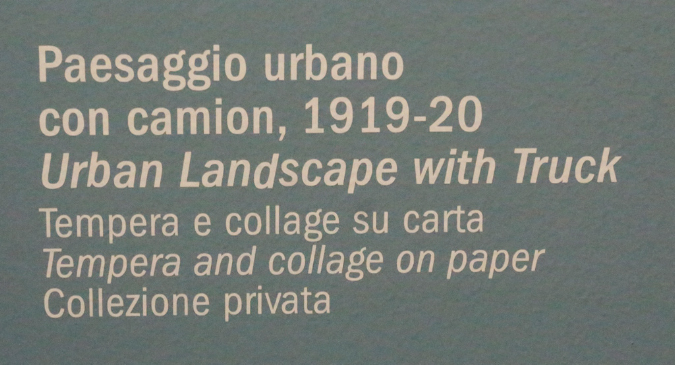 Paesaggio urbano
con camion, 1919-20
Urban Landscape with Truck
Tempera e collage su carta
Tempera and collage on paper
Collezione privata